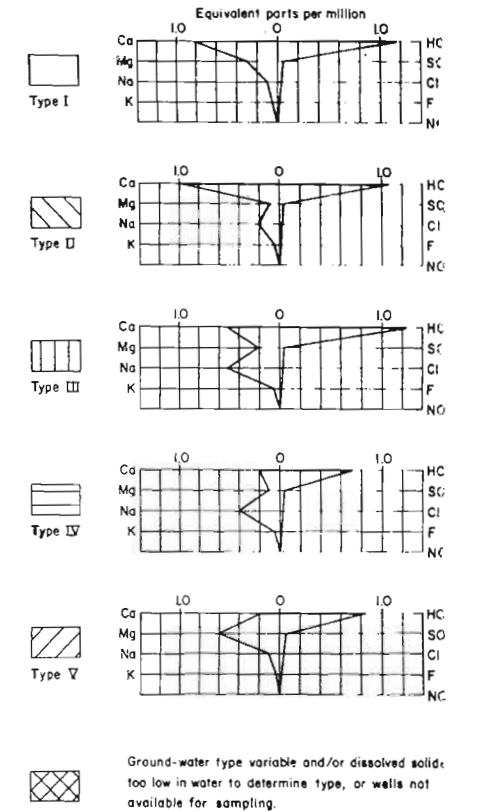 Equivalent parts per million
1.0 0 1.0
Ca HC
Mg SC
Na Cl
K F
N
Type I
1.0 0 1.0
Ca HC
Mg SC
Na Cl
K F
NC
Type II
1.0 0 1.0
Ca HC
Mg S
Na Cl
K F
NO
Type III
1.0 0 1.0
Ca HC
Mg SO
Na Cl
K F
N
Type IV
1.0 0 1.0
Ca HC
Mg SO
Na Cl
K F
NC
Type V
Ground-water type variable and/or dissolved solids
too low in water to determine type, or wells not
available for sampling.